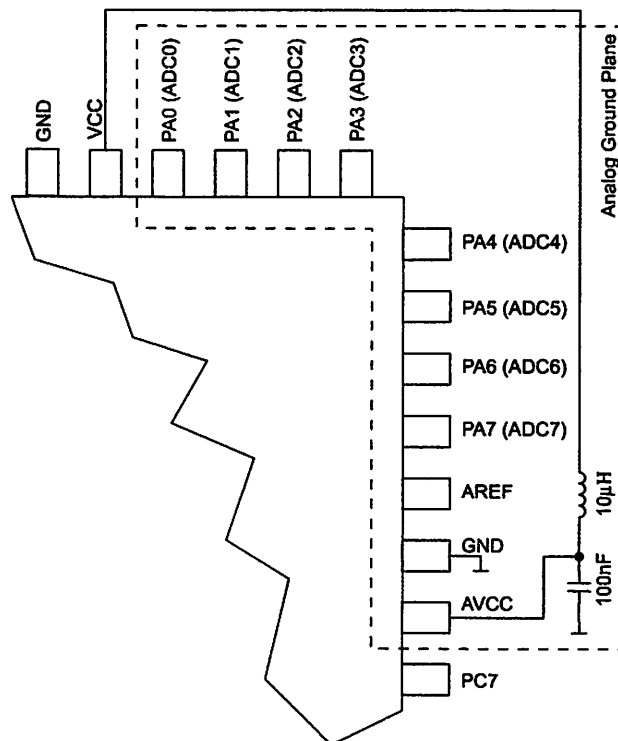 GND
VCC
PA0 (ADC0)
PA1 (ADC1)
PA2 (ADC2)
PA3 (ADC3)
Analog Ground Plane
PA4 (ADC4)
PA5 (ADC5)
PA6 (ADC6)
PA7 (ADC7)
AREF
10μH
GND
AVCC
100nF
PC7